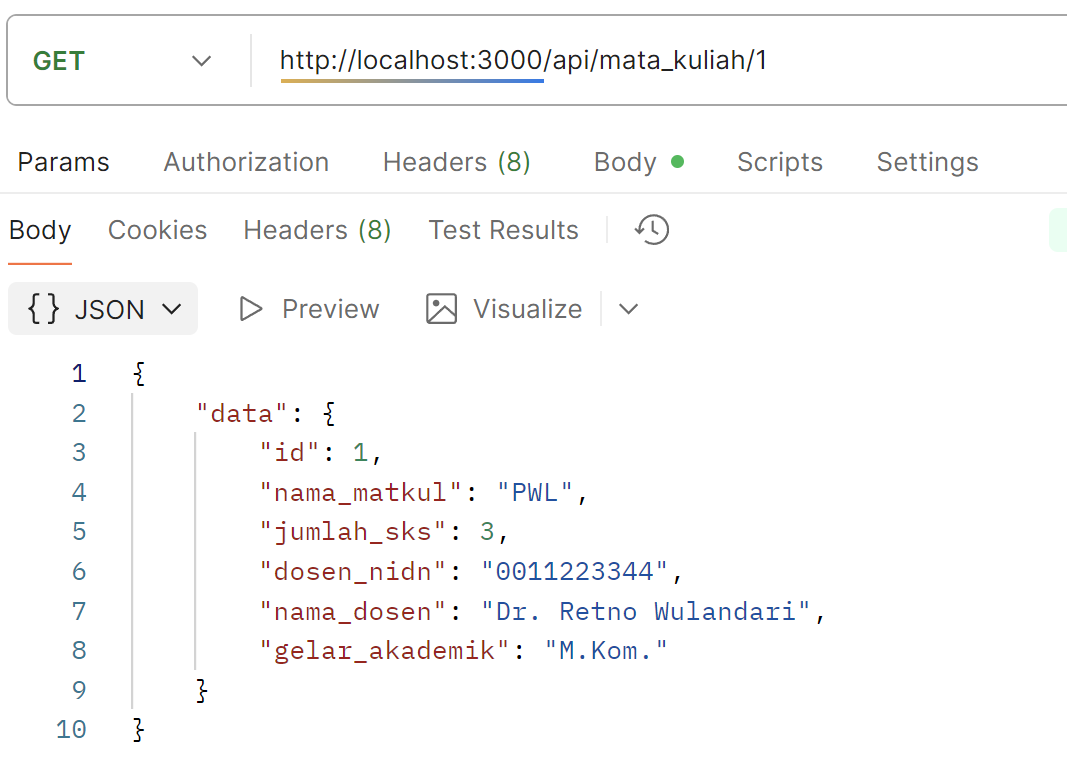 GET http://localhost:3000/api/mata_kuliah/1
Params Authorization Headers (8) Body Scripts Settings
Body Cookies Headers (8) Test Results
{} JSON Preview Visualize
1 {
2 "data": {
3 "id": 1,
4 "nama_matkul": "PWL",
5 "jumlah_sks": 3,
6 "dosen_nidn": "0011223344",
7 "nama_dosen": "Dr. Retno Wulandari",
8 "gelar_akademik": "M.Kom."
9 }
10 }